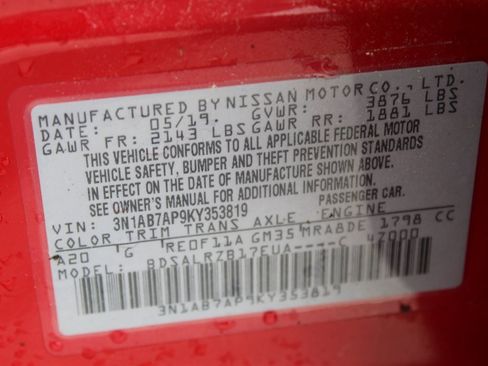 MANUFACTURED BY NISSAN MOTOR CO., LTD.
DATE: 05/19. GVWR: 3876 LBS
GAWR FR: 2143 LBS GAWR RR: 1881 LBS
THIS VEHICLE CONFORMS TO ALL APPLICABLE FEDERAL MOTOR
VEHICLE SAFETY, BUMPER AND THEFT PREVENTION STANDARDS
IN EFFECT ON THE DATE OF MANUFACTURE SHOWN ABOVE.
SEE OWNER'S MANUAL FOR ADDITIONAL INFORMATION.
VIN: 3N1AB7AP9KY353819 PASSENGER CAR.
COLOR TRIM TRANS AXLE ENGINE
A20 G RE0F11A GM35 MRA8DE 1798 CC
MODEL: BDSALRZB17EUA----C 42000
3N1AB7AP9KY353819